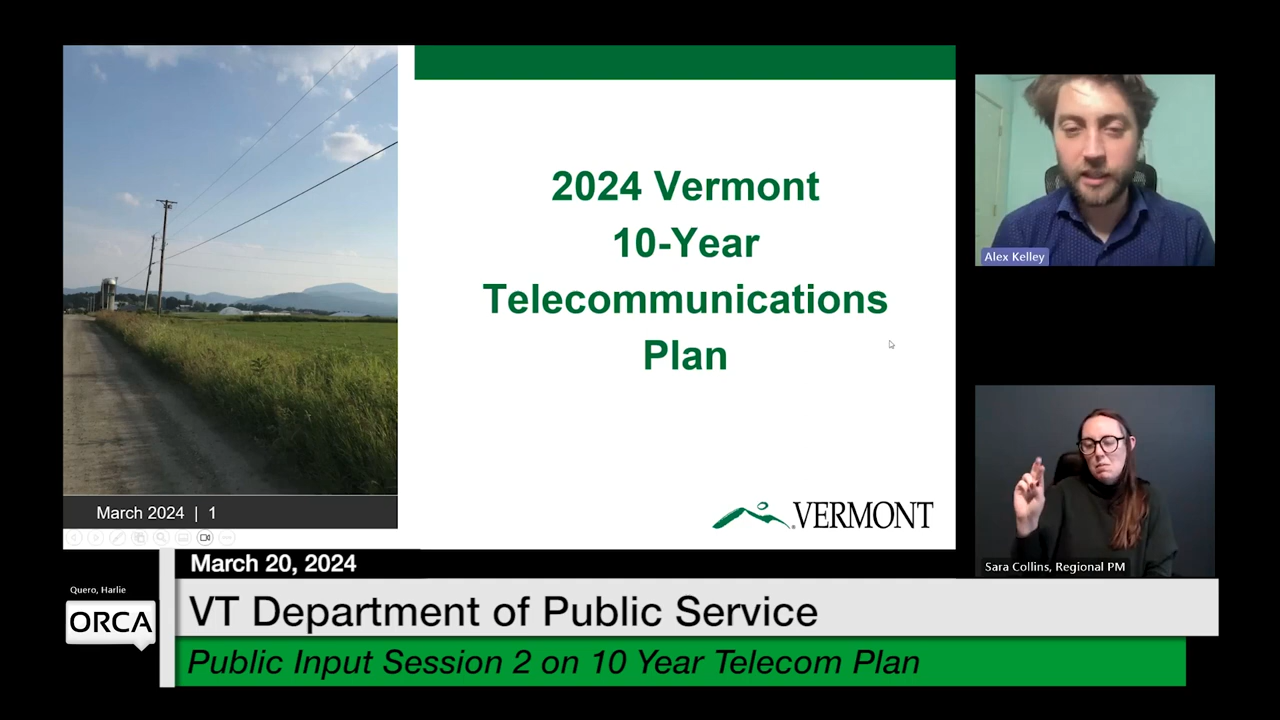 2024 Vermont
10-Year
Telecommunications
Plan
VERMONT
March 2024 | 1
Alex Kelley
Sara Collins, Regional PM
Quero, Harlie
ORCA
March 20, 2024
VT Department of Public Service
Public Input Session 2 on 10 Year Telecom Plan